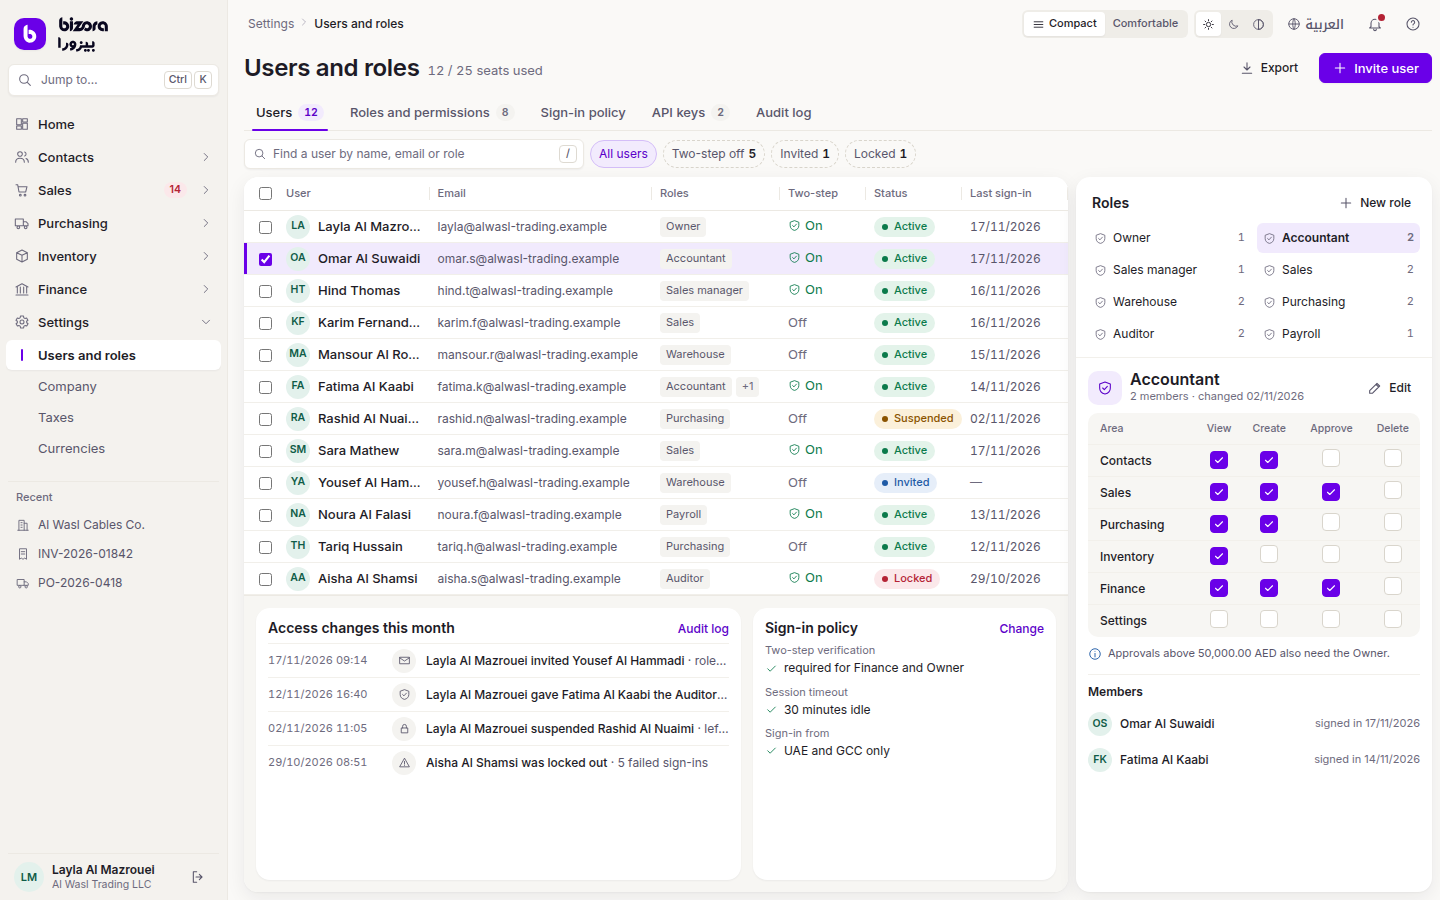 bizora
بيزورا
Jump to... Ctrl K
Home
Contacts
Sales 14
Purchasing
Inventory
Finance
Settings
Users and roles
Company
Taxes
Currencies
Recent
Al Wasl Cables Co.
INV-2026-01842
PO-2026-0418
LM Layla Al Mazrouei
Al Wasl Trading LLC
Settings Users and roles
Compact Comfortable العربية
Users and roles 12 / 25 seats used
Export Invite user
Users 12 Roles and permissions 8 Sign-in policy API keys 2 Audit log
Find a user by name, email or role / All users Two-step off 5 Invited 1 Locked 1
User Email Roles Two-step Status Last sign-in
LA Layla Al Mazro... layla@alwasl-trading.example Owner On Active 17/11/2026
OA Omar Al Suwaidi omar.s@alwasl-trading.example Accountant On Active 17/11/2026
HT Hind Thomas hind.t@alwasl-trading.example Sales manager On Active 16/11/2026
KF Karim Fernand... karim.f@alwasl-trading.example Sales Off Active 16/11/2026
MA Mansour Al Ro... mansour.r@alwasl-trading.example Warehouse Off Active 15/11/2026
FA Fatima Al Kaabi fatima.k@alwasl-trading.example Accountant +1 On Active 14/11/2026
RA Rashid Al Nuai... rashid.n@alwasl-trading.example Purchasing Off Suspended 02/11/2026
SM Sara Mathew sara.m@alwasl-trading.example Sales On Active 17/11/2026
YA Yousef Al Ham... yousef.h@alwasl-trading.example Warehouse Off Invited —
NA Noura Al Falasi noura.f@alwasl-trading.example Payroll On Active 13/11/2026
TH Tariq Hussain tariq.h@alwasl-trading.example Purchasing Off Active 12/11/2026
AA Aisha Al Shamsi aisha.s@alwasl-trading.example Auditor On Locked 29/10/2026
Access changes this month Audit log
17/11/2026 09:14 Layla Al Mazrouei invited Yousef Al Hammadi · role...
12/11/2026 16:40 Layla Al Mazrouei gave Fatima Al Kaabi the Auditor...
02/11/2026 11:05 Layla Al Mazrouei suspended Rashid Al Nuaimi · lef...
29/10/2026 08:51 Aisha Al Shamsi was locked out · 5 failed sign-ins
Sign-in policy Change
Two-step verification
required for Finance and Owner
Session timeout
30 minutes idle
Sign-in from
UAE and GCC only
Roles New role
Owner 1 Accountant 2
Sales manager 1 Sales 2
Warehouse 2 Purchasing 2
Auditor 2 Payroll 1
Accountant
2 members · changed 02/11/2026
Edit
Area View Create Approve Delete
Contacts
Sales
Purchasing
Inventory
Finance
Settings
Approvals above 50,000.00 AED also need the Owner.
Members
OS Omar Al Suwaidi signed in 17/11/2026
FK Fatima Al Kaabi signed in 14/11/2026